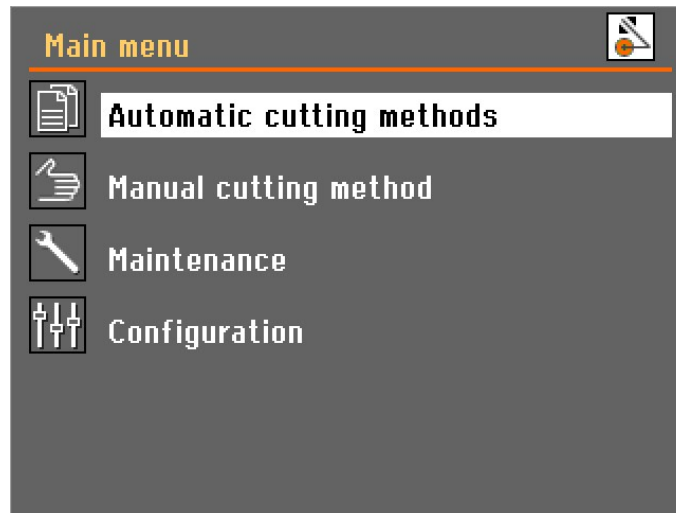 Main menu
Automatic cutting methods
Manual cutting method
Maintenance
Configuration